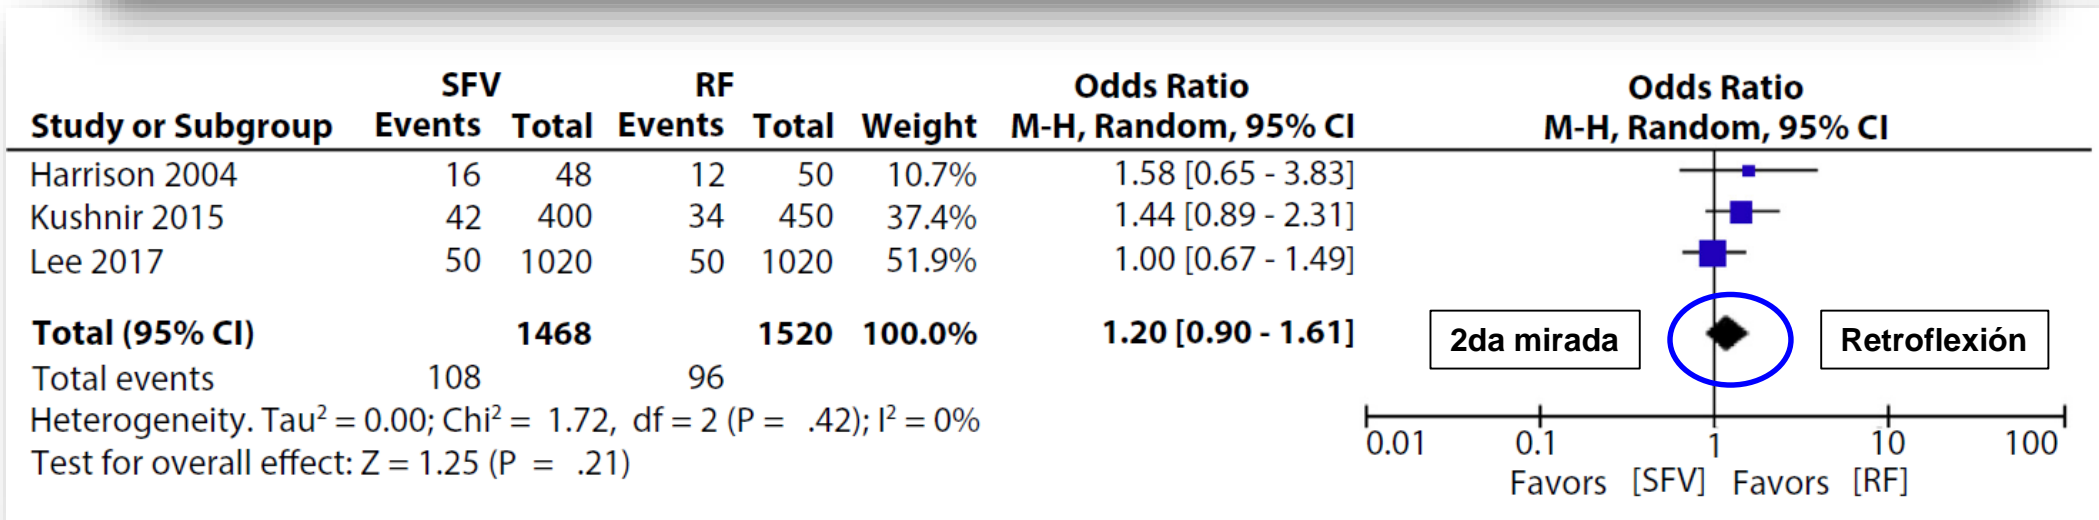 SFV RF Odds Ratio Odds Ratio
Study or Subgroup Events Total Events Total Weight M-H, Random, 95% CI M-H, Random, 95% CI
Harrison 2004 16 48 12 50 10.7% 1.58 [0.65 - 3.83]
Kushnir 2015 42 400 34 450 37.4% 1.44 [0.89 - 2.31]
Lee 2017 50 1020 50 1020 51.9% 1.00 [0.67 - 1.49]
Total (95% CI) 1468 1520 100.0% 1.20 [0.90 - 1.61] 2da mirada Retroflexión
Total events 108 96
Heterogeneity. Tau² = 0.00; Chi² = 1.72, df = 2 (P = .42); I² = 0%
0.01 0.1 1 10 100
Test for overall effect: Z = 1.25 (P = .21)
Favors [SFV] Favors [RF]